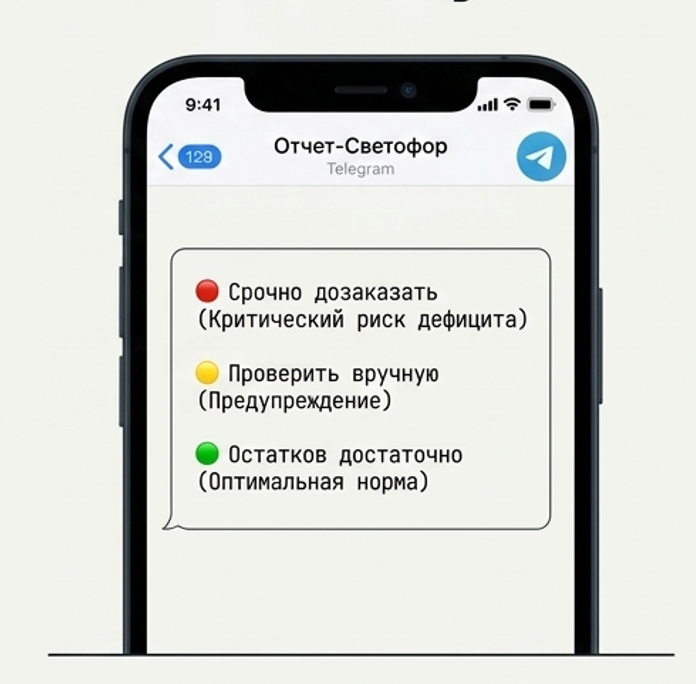 9:41
129
Отчет-Светофор
Telegram
🔴 Срочно дозаказать
(Критический риск дефицита)
🟡 Проверить вручную
(Предупреждение)
🟢 Остатков достаточно
(Оптимальная норма)